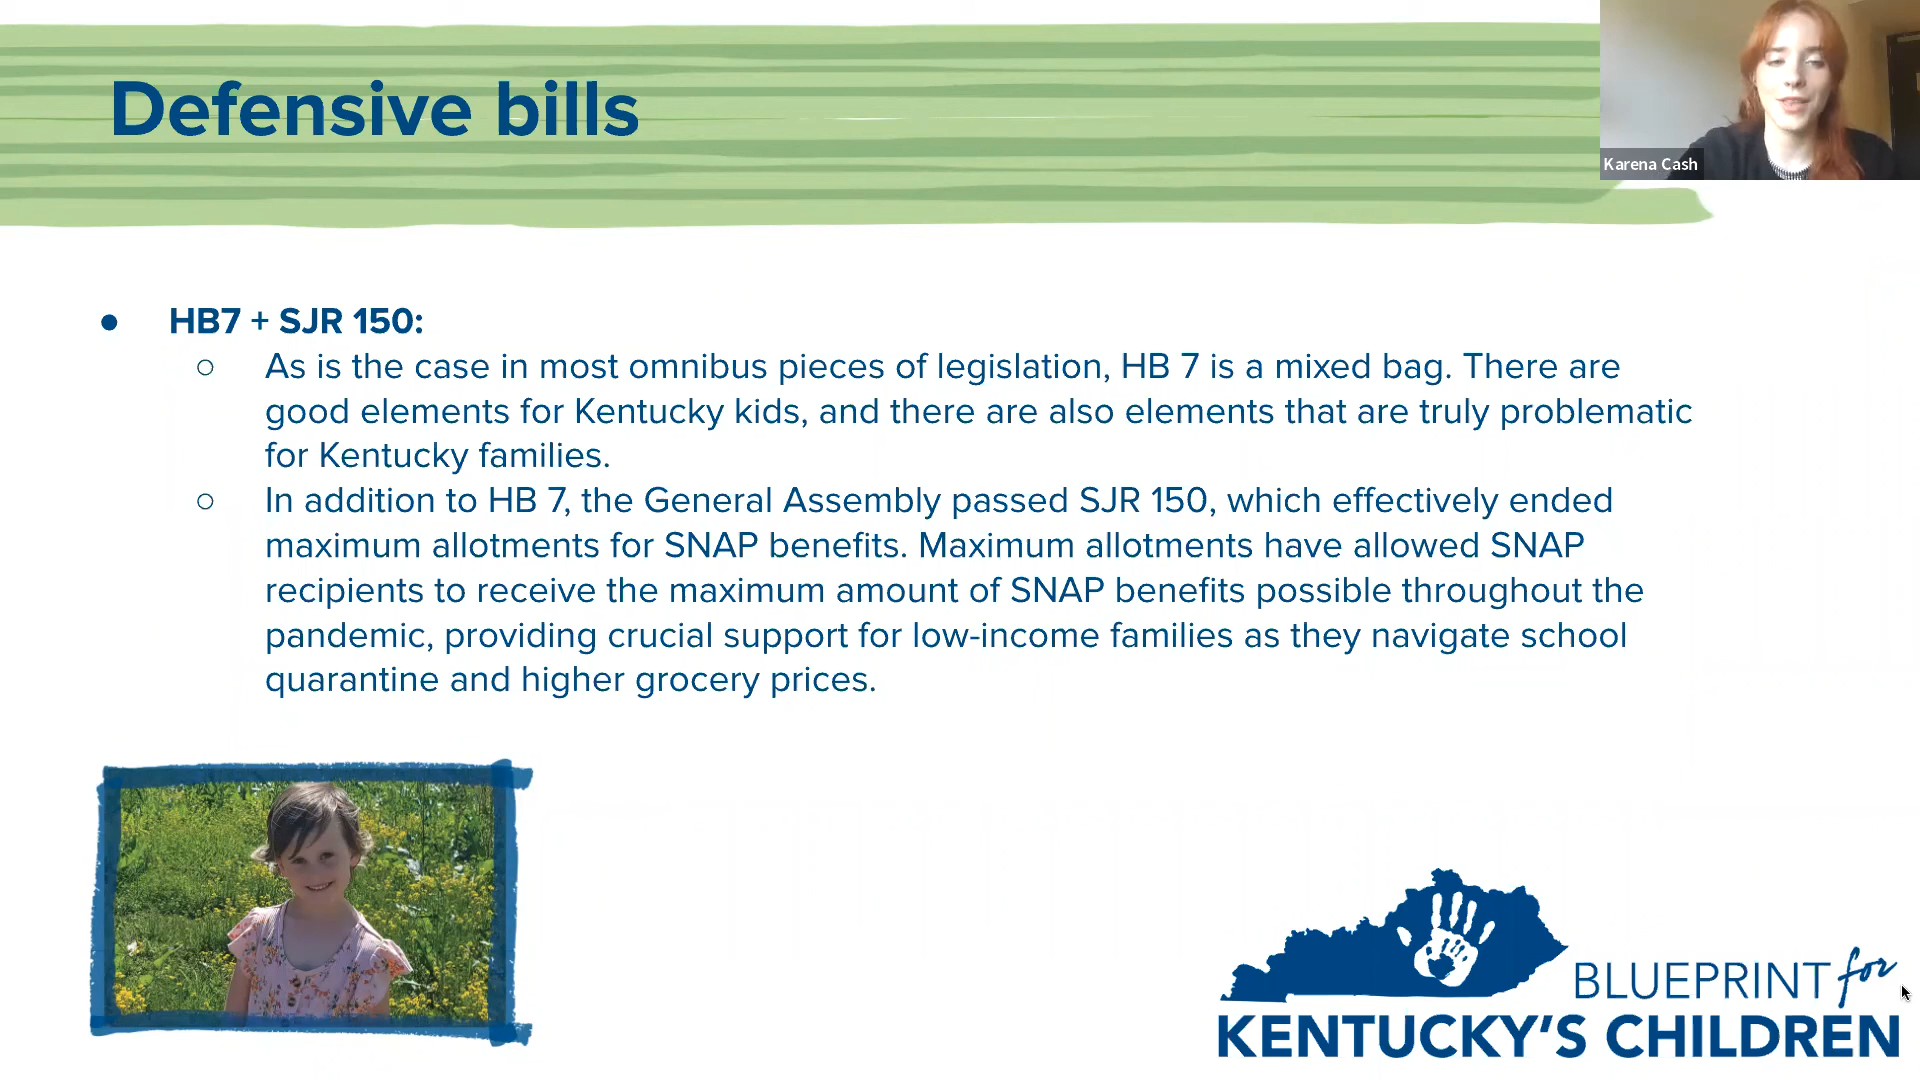 Defensive bills
Karena Cash
● HB7 + SJR 150:
○ As is the case in most omnibus pieces of legislation, HB 7 is a mixed bag. There are
good elements for Kentucky kids, and there are also elements that are truly problematic
for Kentucky families.
○ In addition to HB 7, the General Assembly passed SJR 150, which effectively ended
maximum allotments for SNAP benefits. Maximum allotments have allowed SNAP
recipients to receive the maximum amount of SNAP benefits possible throughout the
pandemic, providing crucial support for low-income families as they navigate school
quarantine and higher grocery prices.
BLUEPRINT for
KENTUCKY'S CHILDREN